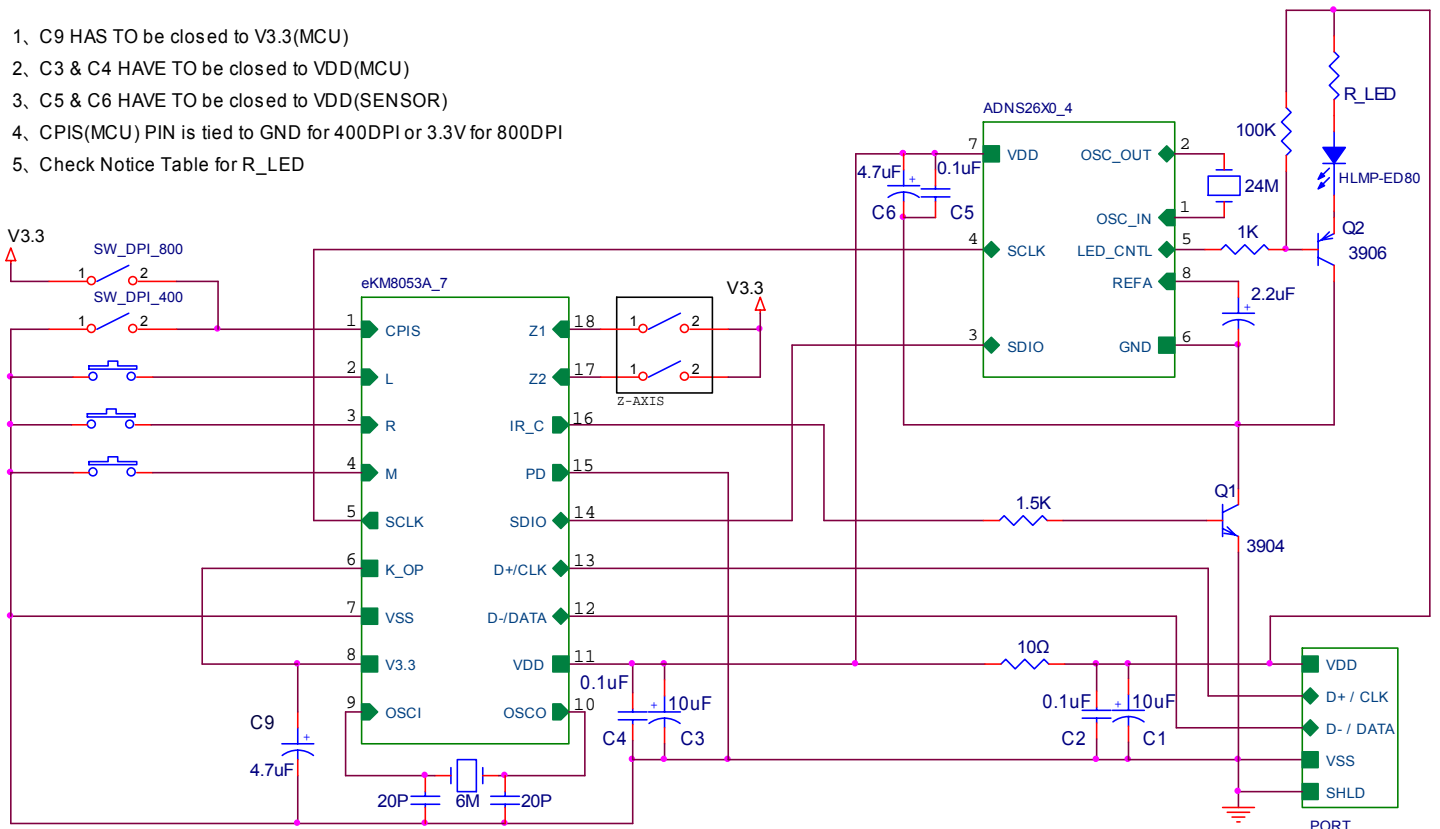 1、C9 HAS TO be closed to V3.3(MCU)
2、C3 & C4 HAVE TO be closed to VDD(MCU)
3、C5 & C6 HAVE TO be closed to VDD(SENSOR)
4、CPIS(MCU) PIN is tied to GND for 400DPI or 3.3V for 800DPI
5、Check Notice Table for R_LED
V3.3
SW_DPI_800
1 2
SW_DPI_400
1 2
eKM8053A_7
1 CPIS
2 L
3 R
4 M
5 SCLK
6 K_OP
7 VSS
8 V3.3
9 OSCI
Z1 18
Z2 17
IR_C 16
PD 15
SDIO 14
D+/CLK 13
D-/DATA 12
VDD 11
OSCO 10
V3.3
1 2
1 2
Z-AXIS
C9
4.7uF
20P
6M
20P
0.1uF
C4
+
10uF
C3
10Ω
0.1uF
C2
+
10uF
C1
ADNS26X0_4
7 VDD
4 SCLK
3 SDIO
OSC_OUT 2
OSC_IN 1
LED_CNTL 5
REFA 8
GND 6
4.7uF
+
C6
0.1uF
C5
24M
1K
100K
R_LED
HLMP-ED80
Q2
3906
2.2uF
+
1.5K
Q1
3904
VDD
D+ / CLK
D- / DATA
VSS
SHLD
PORT
+